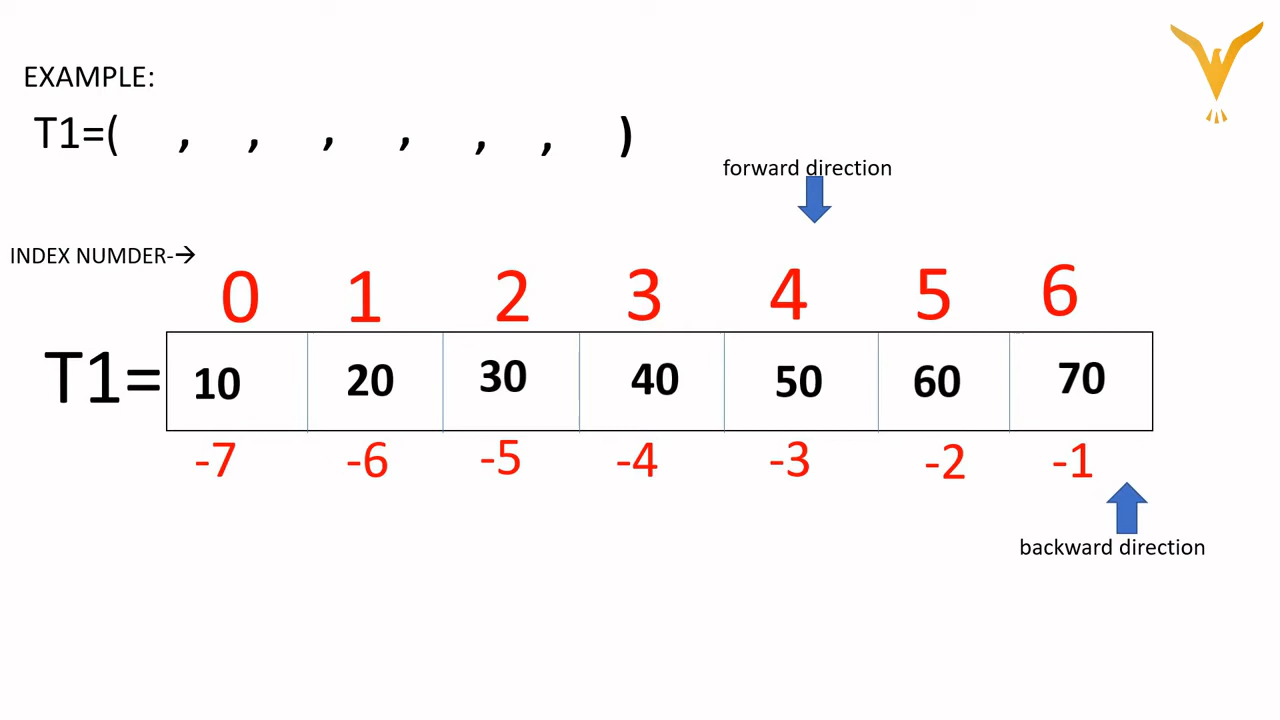 EXAMPLE:
T1=( , , , , , , )
forward direction
INDEX NUMDER-→
0 1 2 3 4 5 6
T1= 10 20 30 40 50 60 70
-7 -6 -5 -4 -3 -2 -1
backward direction